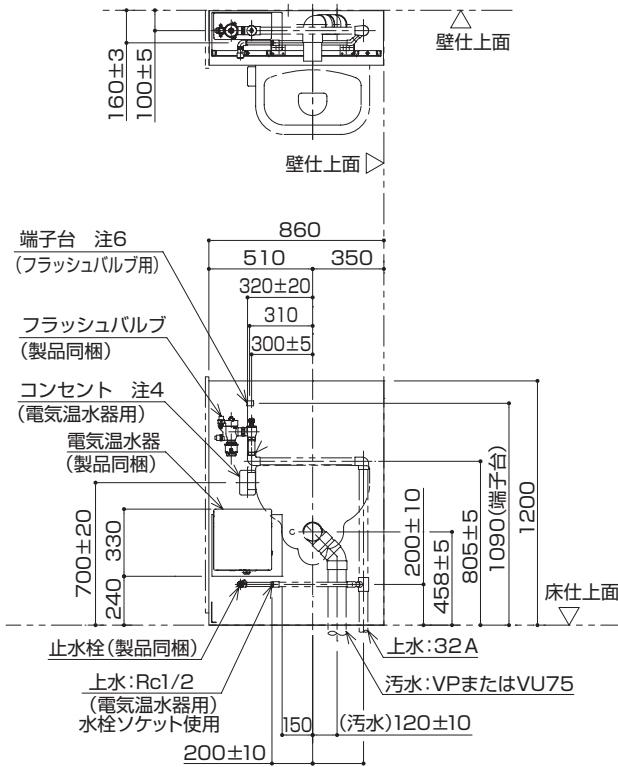 160±3
100±5
壁仕上面
壁仕上面
860
510
350
端子台 注6
(フラッシュバルブ用)
320±20
310
300±5
フラッシュバルブ
(製品同梱)
コンセント 注4
(電気温水器用)
電気温水器
(製品同梱)
700±20
330
240
200±10
458±5
805±5
1090(端子台)
1200
床仕上面
止水栓(製品同梱)
上水:32A
上水:Rc1/2
(電気温水器用)
水栓ソケット使用
汚水:VPまたはVU75
150
(汚水)120±10
200±10